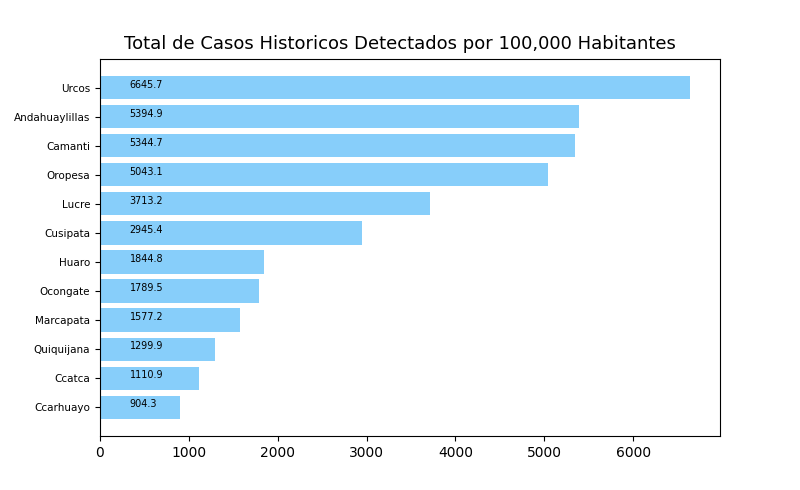 Total de Casos Historicos Detectados por 100,000 Habitantes
Urcos 6645.7
Andahuaylillas 5394.9
Camanti 5344.7
Oropesa 5043.1
Lucre 3713.2
Cusipata 2945.4
Huaro 1844.8
Ocongate 1789.5
Marcapata 1577.2
Quiquijana 1299.9
Ccatca 1110.9
Ccarhuayo 904.3
0 1000 2000 3000 4000 5000 6000